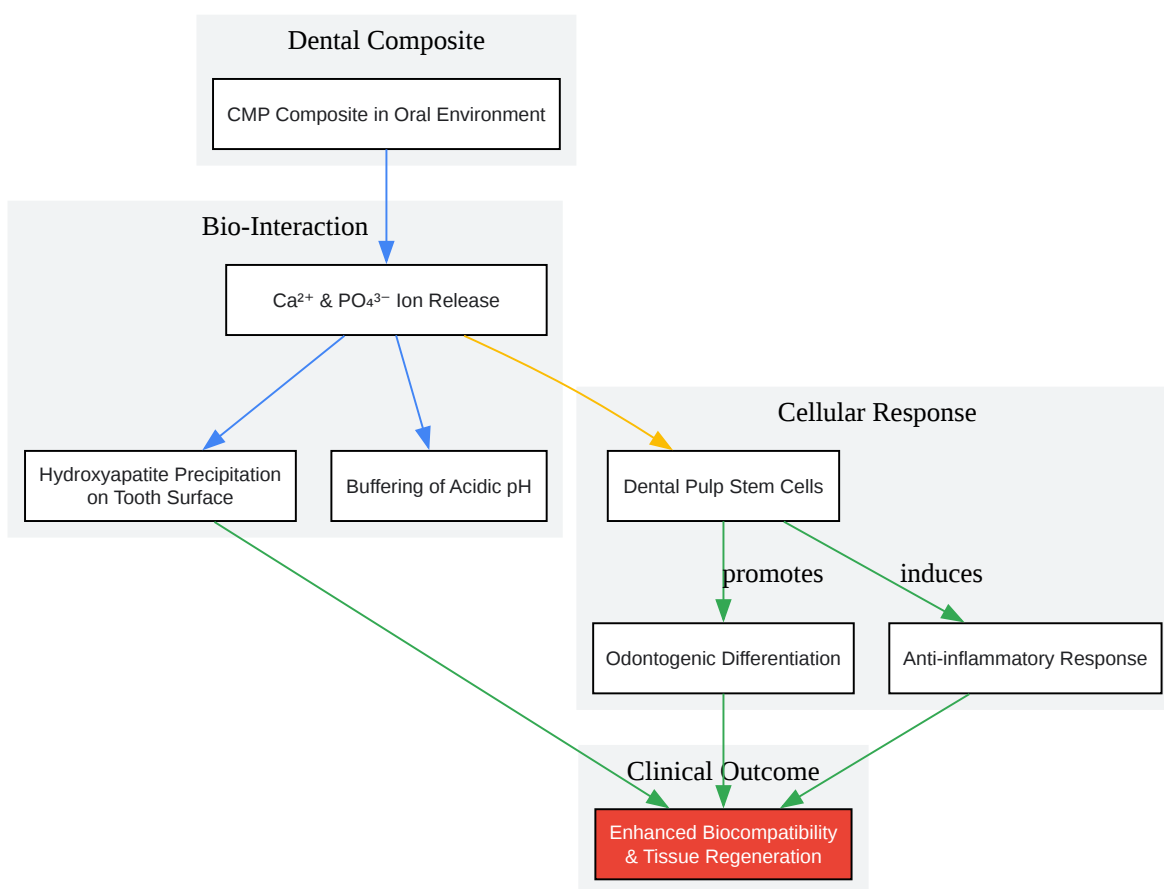 Dental Composite
CMP Composite in Oral Environment
Bio-Interaction
Ca²⁺ & PO₄³⁻ Ion Release
Cellular Response
Hydroxyapatite Precipitation
on Tooth Surface
Buffering of Acidic pH
Dental Pulp Stem Cells
promotes
induces
Odontogenic Differentiation
Anti-inflammatory Response
Clinical Outcome
Enhanced Biocompatibility
& Tissue Regeneration